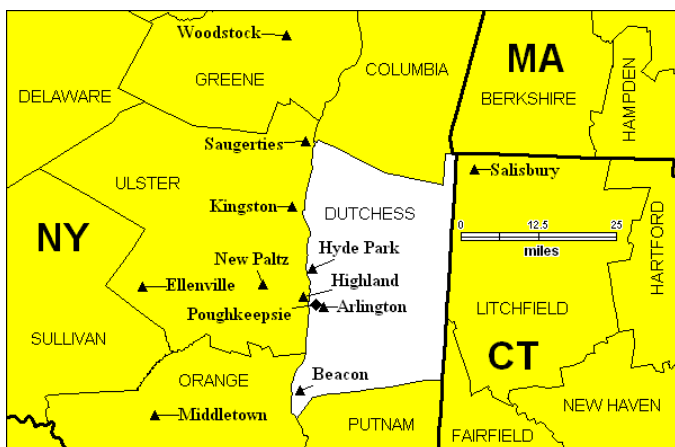 Woodstock
GREENE
COLUMBIA
MA
BERKSHIRE
HAMPDEN
DELAWARE
Saugerties
Salisbury
ULSTER
Kingston
DUTCHESS
0 12.5 25
miles
HARTFORD
NY
New Paltz
Hyde Park
Ellenville
Highland
Poughkeepsie
Arlington
LITCHFIELD
SULLIVAN
CT
ORANGE
Beacon
Middletown
PUTNAM
NEW HAVEN
FAIRFIELD